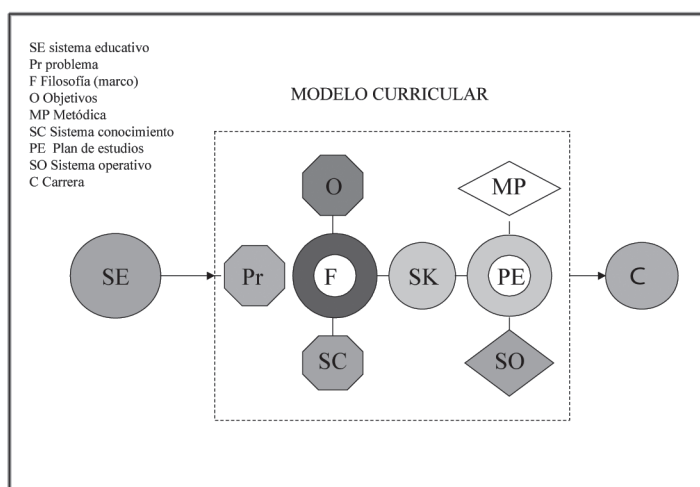 SE sistema educativo
Pr problema
F Filosofía (marco)
O Objetivos
MP Metódica
SC Sistema conocimiento
PE Plan de estudios
SO Sistema operativo
C Carrera
MODELO CURRICULAR
O
MP
SE
Pr
F
SK
PE
C
SC
SO